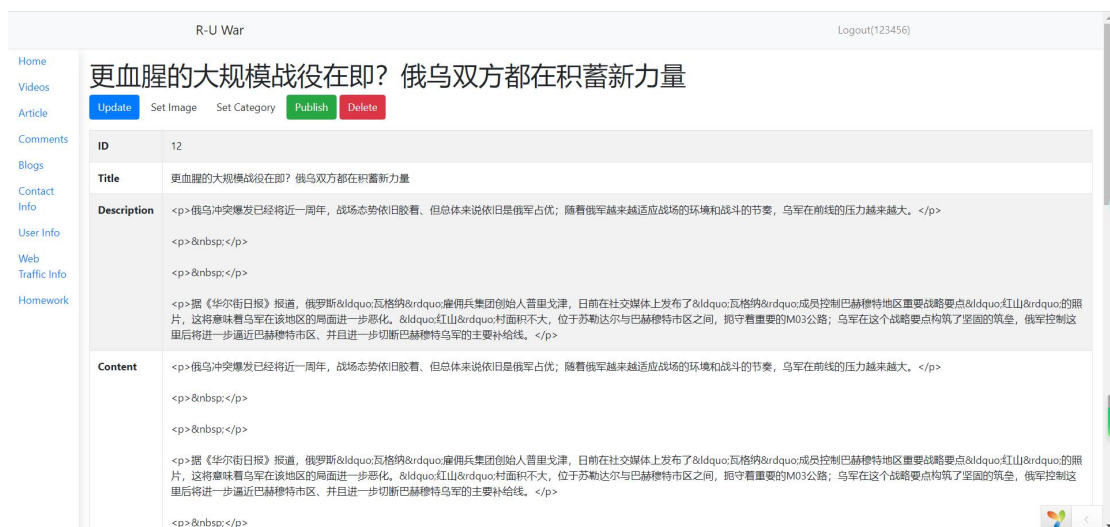 R-U War
Logout(123456)
Home
Videos
Article
Comments
Blogs
Contact
Info
User Info
Web
Traffic Info
Homework
更血腥的大规模战役在即？俄乌双方都在积蓄新力量
Update Set Image Set Category Publish Delete
ID 12
Title 更血腥的大规模战役在即？俄乌双方都在积蓄新力量
Description <p>俄乌冲突爆发已经将近一周年，战场态势依旧胶着、但总体来说依旧是俄军占优；随着俄军越来越适应战场的环境和战斗的节奏，乌军在前线的压力越来越大。</p>
<p>&nbsp;</p>
<p>&nbsp;</p>
<p>据《华尔街日报》报道，俄罗斯&ldquo;瓦格纳&rdquo;雇佣兵集团创始人普里戈津，日前在社交媒体上发布了&ldquo;瓦格纳&rdquo;成员控制巴赫穆特地区重要战略要点&ldquo;红山&rdquo;的照
片，这将意味着乌军在该地区的局面进一步恶化。&ldquo;红山&rdquo;村面积不大，位于苏勒达尔与巴赫穆特市区之间，扼守着重要的M03公路；乌军在这个战略要点构筑了坚固的筑垒，俄军控制这
里后将进一步逼近巴赫穆特市区、并且进一步切断巴赫穆特乌军的主要补给线。</p>
Content <p>俄乌冲突爆发已经将近一周年，战场态势依旧胶着、但总体来说依旧是俄军占优；随着俄军越来越适应战场的环境和战斗的节奏，乌军在前线的压力越来越大。</p>
<p>&nbsp;</p>
<p>&nbsp;</p>
<p>据《华尔街日报》报道，俄罗斯&ldquo;瓦格纳&rdquo;雇佣兵集团创始人普里戈津，日前在社交媒体上发布了&ldquo;瓦格纳&rdquo;成员控制巴赫穆特地区重要战略要点&ldquo;红山&rdquo;的照
片，这将意味着乌军在该地区的局面进一步恶化。&ldquo;红山&rdquo;村面积不大，位于苏勒达尔与巴赫穆特市区之间，扼守着重要的M03公路；乌军在这个战略要点构筑了坚固的筑垒，俄军控制这
里后将进一步逼近巴赫穆特市区、并且进一步切断巴赫穆特乌军的主要补给线。</p>
<p>&nbsp;</p>